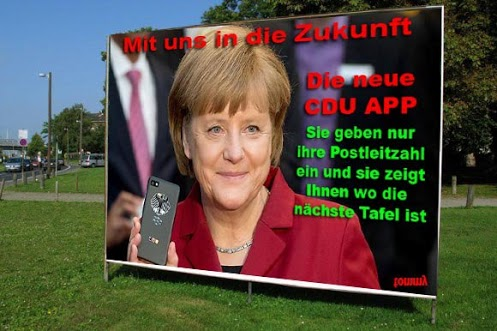 Mit uns in die Zukunft
Die neue
CDU APP
Sie geben nur
ihre Postleitzahl
ein und sie zeigt
Ihnen wo die
nächste Tafel ist
tommy